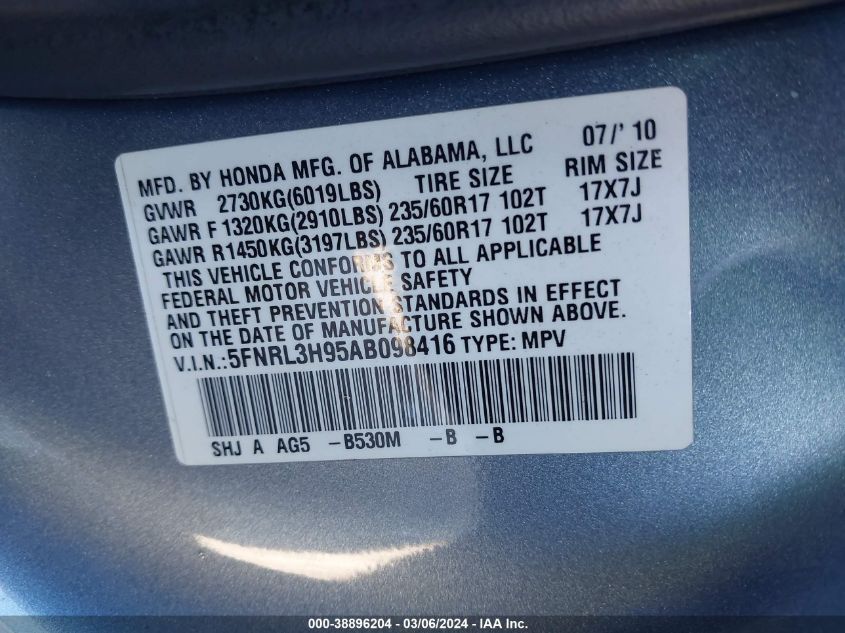 MFD. BY HONDA MFG. OF ALABAMA, LLC 07/' 10
GVWR 2730KG(6019LBS) TIRE SIZE RIM SIZE
GAWR F 1320KG(2910LBS) 235/60R17 102T 17X7J
GAWR R1450KG(3197LBS) 235/60R17 102T 17X7J
THIS VEHICLE CONFORMS TO ALL APPLICABLE
FEDERAL MOTOR VEHICLE SAFETY
AND THEFT PREVENTION STANDARDS IN EFFECT
ON THE DATE OF MANUFACTURE SHOWN ABOVE.
V.I.N.:5FNRL3H95AB098416 TYPE: MPV
SHJ A AG5 -B530M -B -B
000-38896204 - 03/06/2024 - IAA Inc.